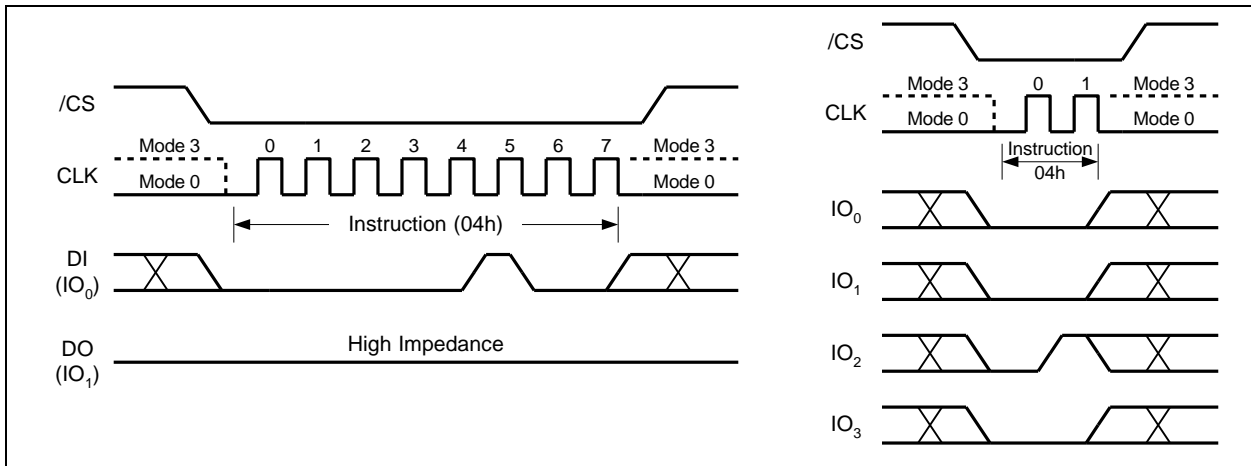 /CS
Mode 3 0 1 2 3 4 5 6 7 Mode 3
CLK
Mode 0 Mode 0
Instruction (04h)
DI
(IO0)
High Impedance
DO
(IO1)
/CS
Mode 3 0 1 Mode 3
CLK
Mode 0 Mode 0
Instruction
04h
IO0
IO1
IO2
IO3